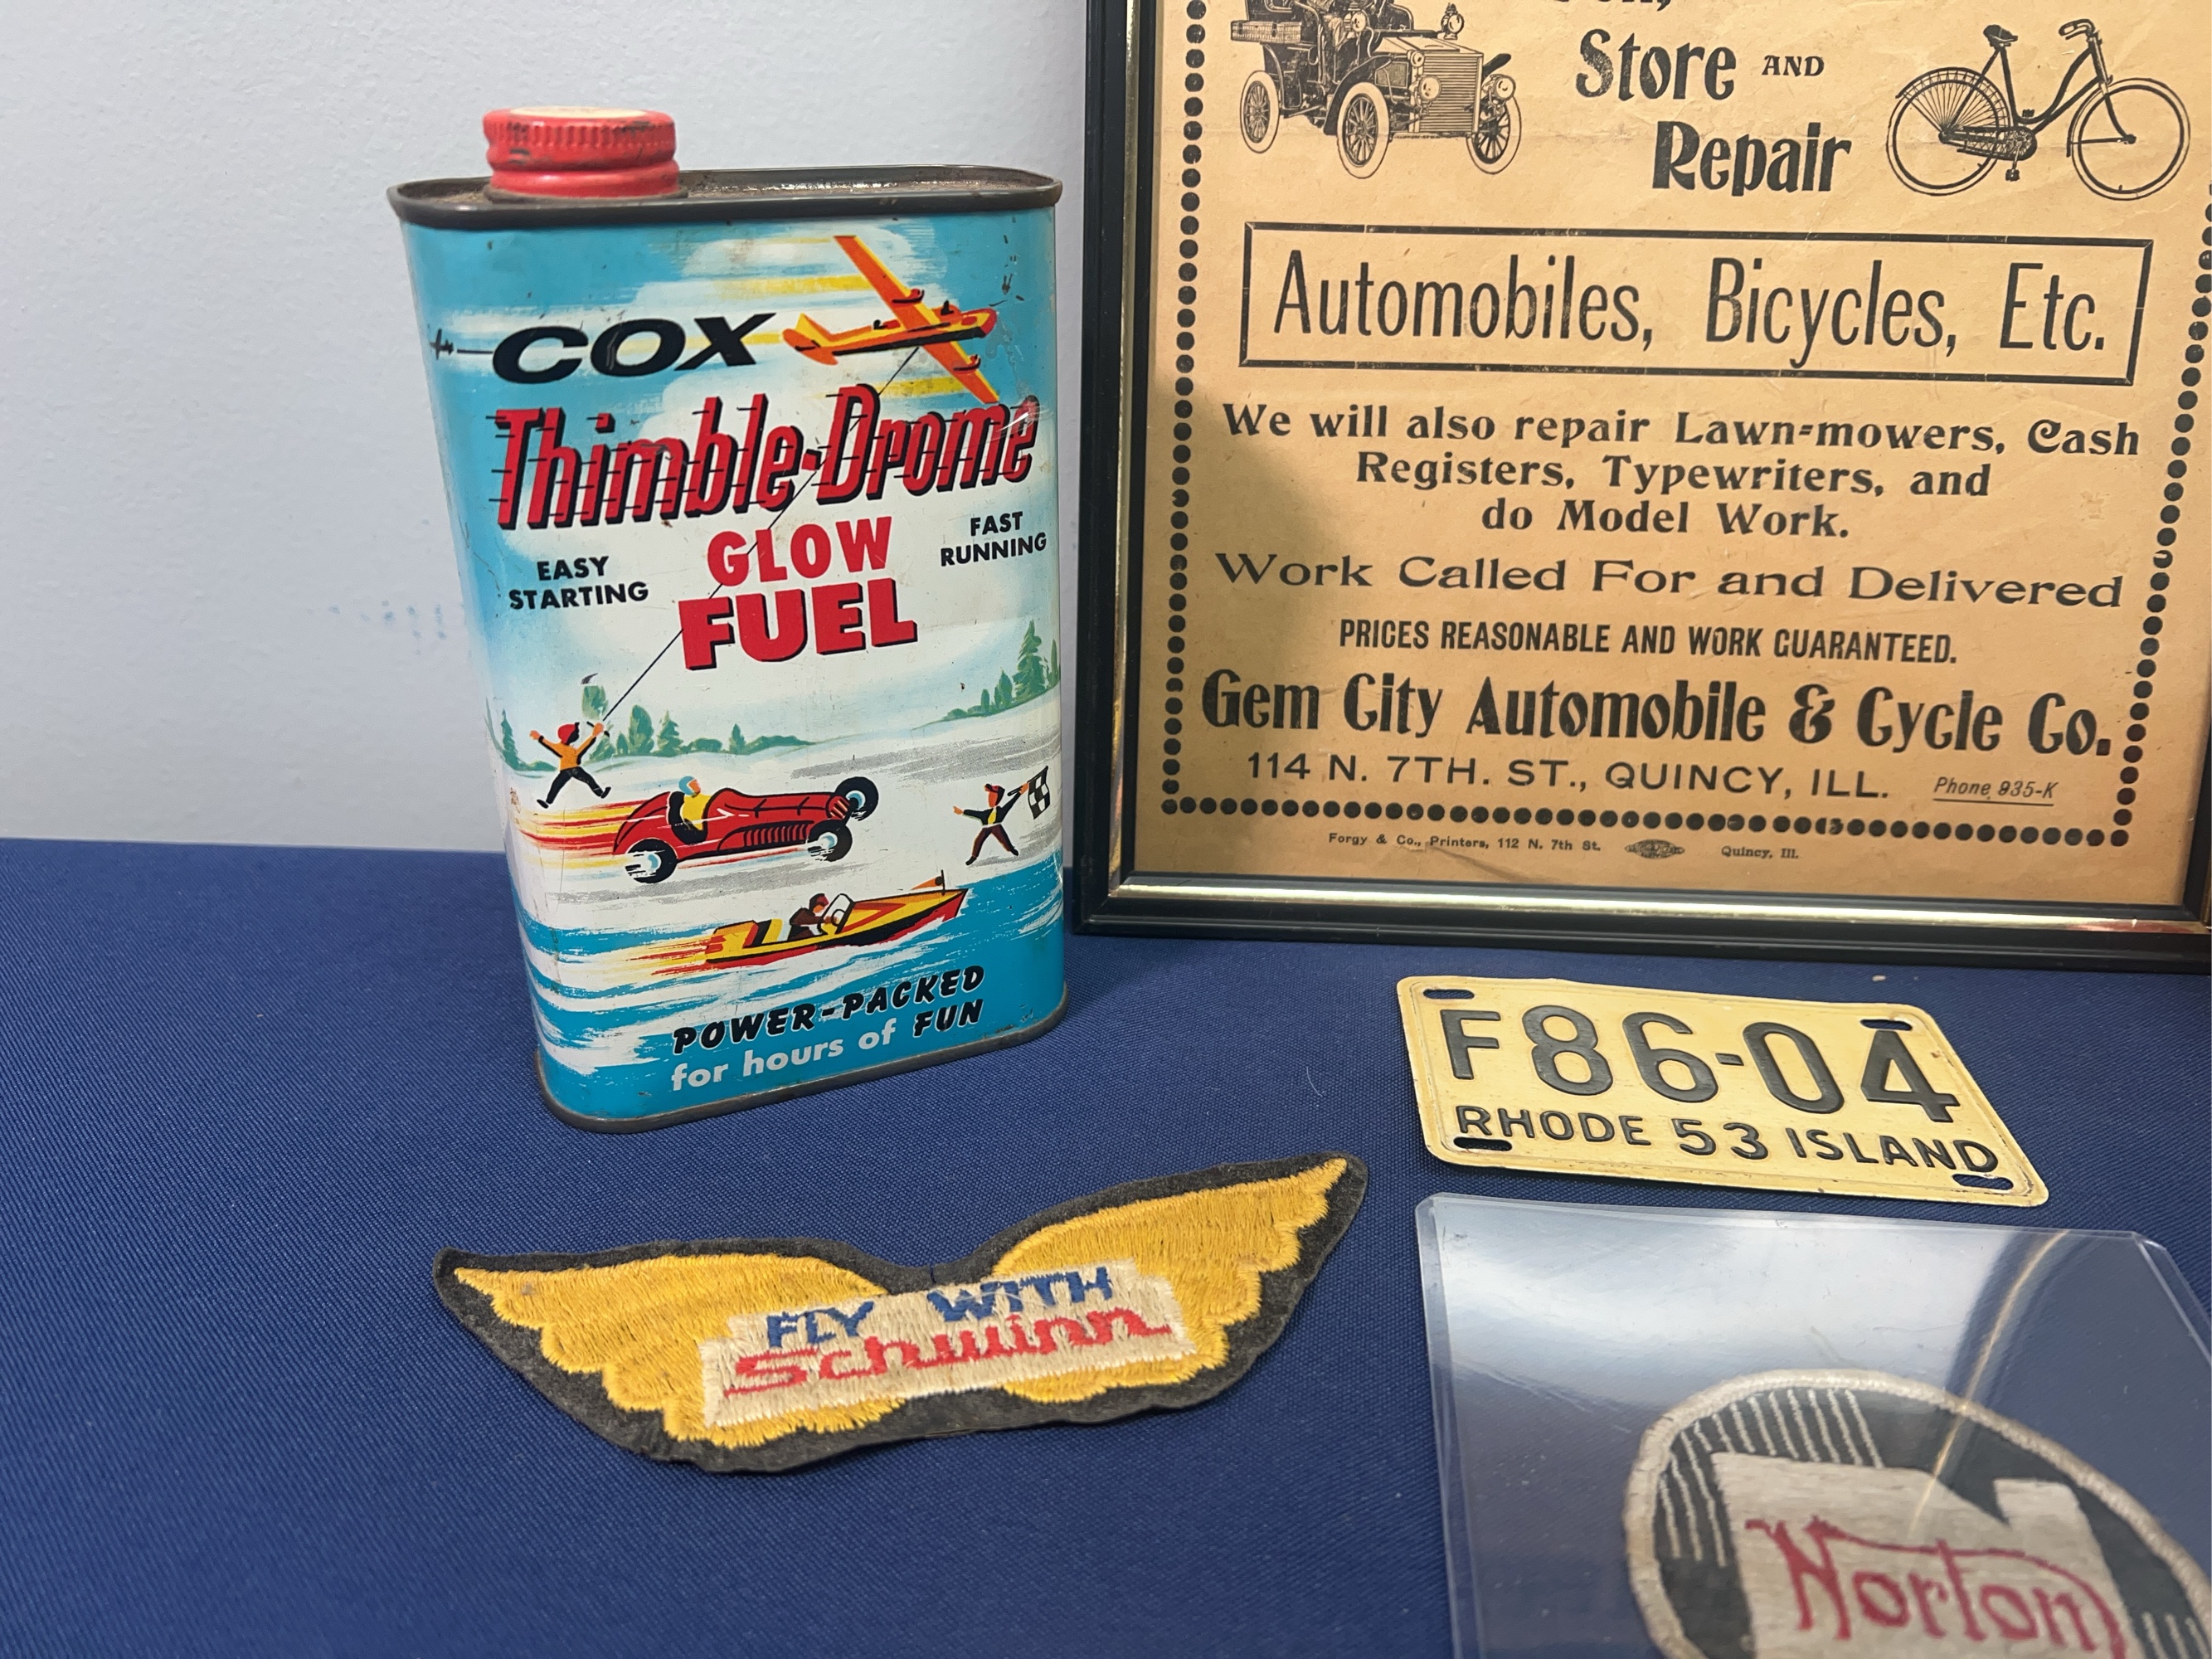 COX
Thimble-Drome
GLOW
FUEL
EASY
STARTING
FAST
RUNNING
POWER-PACKED
for hours of FUN
Store AND
Repair
Automobiles, Bicycles, Etc.
We will also repair Lawn-mowers, Cash
Registers, Typewriters, and
do Model Work.
Work Called For and Delivered
PRICES REASONABLE AND WORK GUARANTEED.
Gem City Automobile & Cycle Co.
114 N. 7TH. ST., QUINCY, ILL. Phone 935-K
Forgy & Co., Printers, 112 N. 7th St. Quincy, Ill.
F86-04
RHODE 53 ISLAND
FLY WITH
Schwinn
Norton